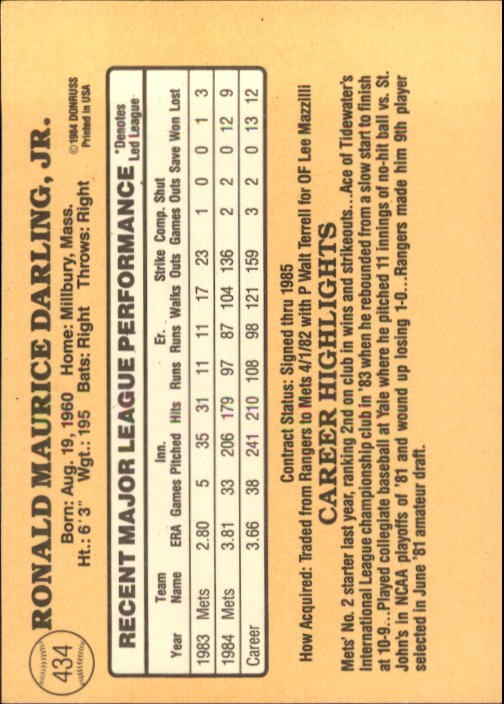 434
RONALD MAURICE DARLING, JR.
Born: Aug. 19, 1960 Home: Millbury, Mass.
©1984 DONRUSS
Ht.: 6' 3" Wgt.: 195 Bats: Right Throws: Right
Printed in USA
RECENT MAJOR LEAGUE PERFORMANCE
*Denotes
Led League
Team Inn. Er. Strike Comp. Shut
Year Name ERA Games Pitched Hits Runs Runs Walks Outs Games Outs Save Won Lost
1983 Mets 2.80 5 35 31 11 11 17 23 1 0 0 1 3
1984 Mets 3.81 33 206 179 97 87 104 136 2 2 0 12 9
Career 3.66 38 241 210 108 98 121 159 3 2 0 13 12
Contract Status: Signed thru 1985
How Acquired: Traded from Rangers to Mets 4/1/82 with P Walt Terrell for OF Lee Mazzilli
CAREER HIGHLIGHTS
Mets' No. 2 starter last year, ranking 2nd on club in wins and strikeouts...Ace of Tidewater's
International League championship club in '83 when he rebounded from a slow start to finish
at 10-9...Played collegiate baseball at Yale where he pitched 11 innings of no-hit ball vs. St.
John's in NCAA playoffs of '81 and wound up losing 1-0...Rangers made him 9th player
selected in June '81 amateur draft.